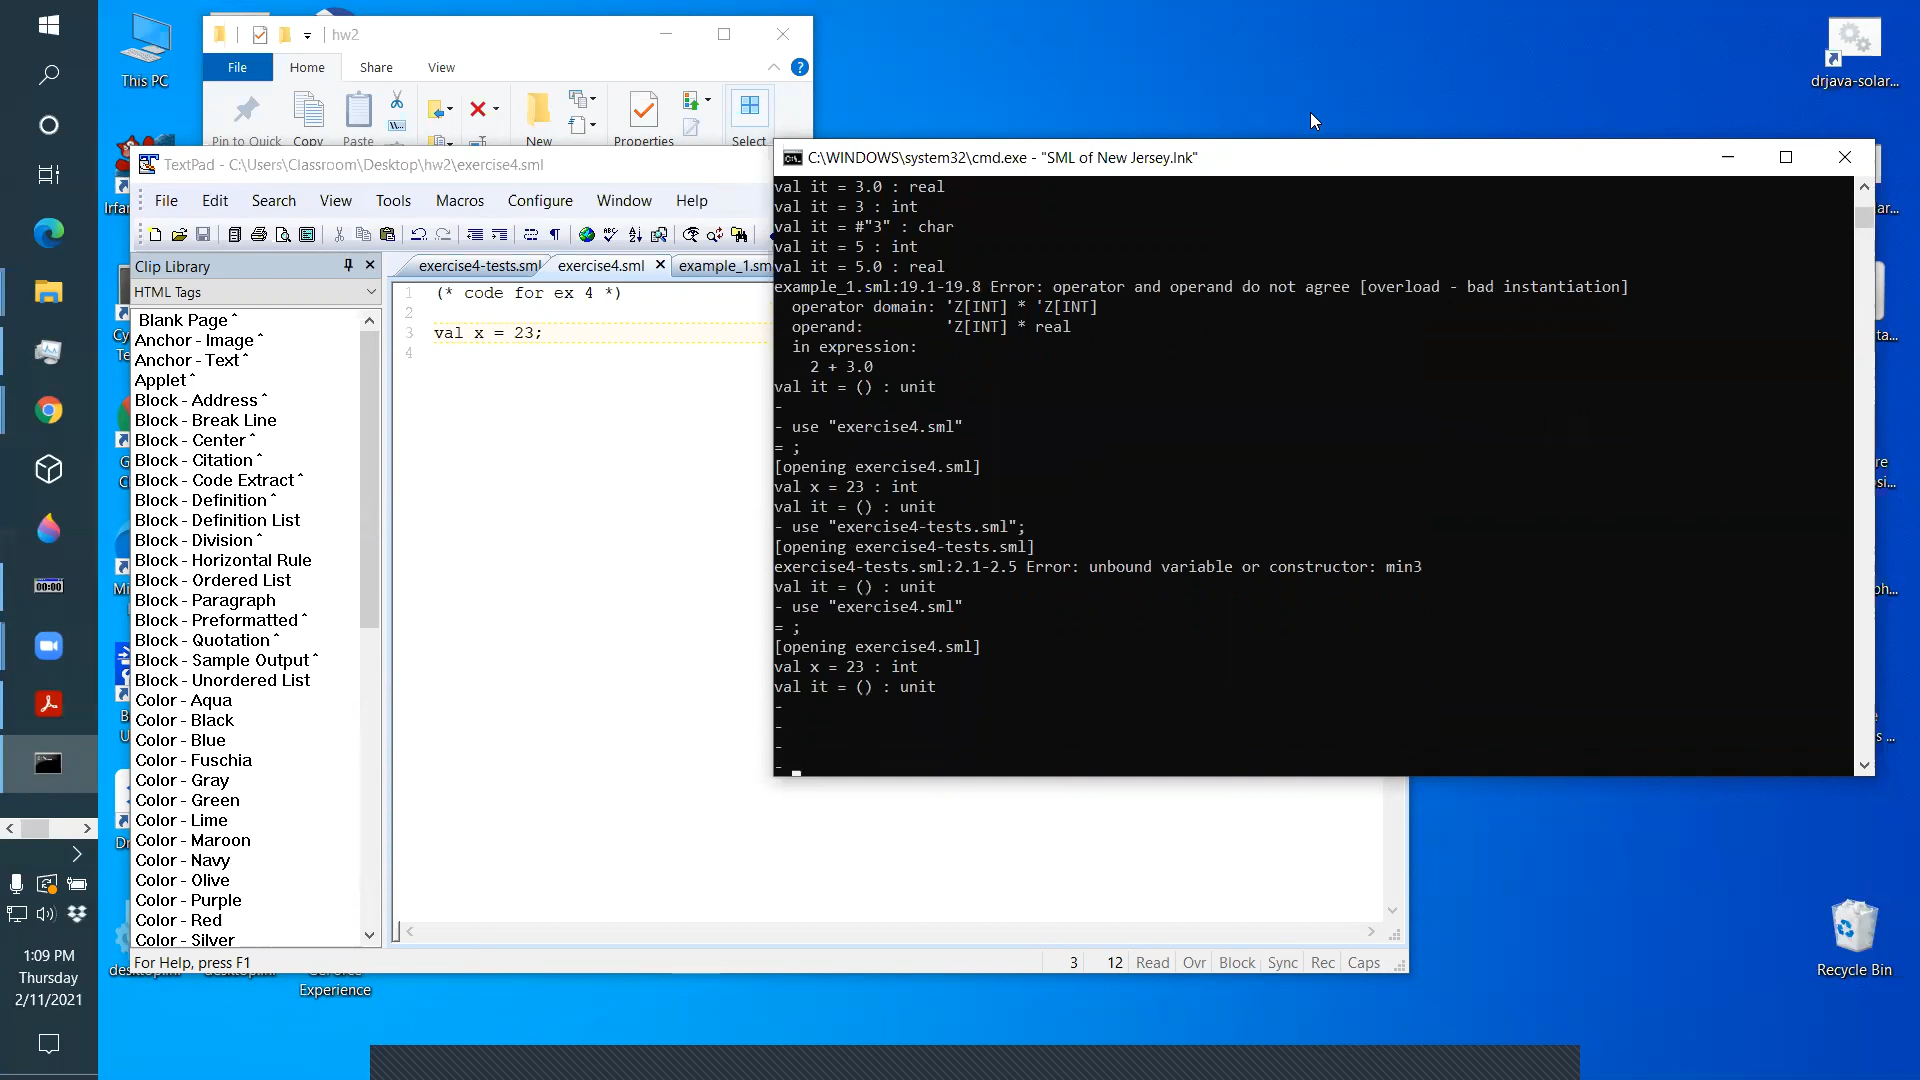 This PC
hw2
File
Home
Share
View
Pin to Quick
Copy
Paste
New
Properties
Select
drjava-solar...
TextPad - C:\Users\Classroom\Desktop\hw2\exercise4.sml
File
Edit
Search
View
Tools
Macros
Configure
Window
Help
Clip Library
HTML Tags
Blank Page ^
Anchor - Image ^
Anchor - Text ^
Applet ^
Block - Address ^
Block - Break Line
Block - Center ^
Block - Citation ^
Block - Code Extract ^
Block - Definition ^
Block - Definition List
Block - Division ^
Block - Horizontal Rule
Block - Ordered List
Block - Paragraph
Block - Preformatted ^
Block - Quotation ^
Block - Sample Output ^
Block - Unordered List
Color - Aqua
Color - Black
Color - Blue
Color - Fuschia
Color - Gray
Color - Green
Color - Lime
Color - Maroon
Color - Navy
Color - Olive
Color - Purple
Color - Red
Color - Silver
exercise4-tests.sml
exercise4.sml
example_1.sm
1 (* code for ex 4 *)
2
3 val x = 23;
4
C:\WINDOWS\system32\cmd.exe - "SML of New Jersey.lnk"
val it = 3.0 : real
val it = 3 : int
val it = #"3" : char
val it = 5 : int
val it = 5.0 : real
example_1.sml:19.1-19.8 Error: operator and operand do not agree [overload - bad instantiation]
operator domain: 'Z[INT] * 'Z[INT]
operand: 'Z[INT] * real
in expression:
2 + 3.0
val it = () : unit
-
- use "exercise4.sml"
= ;
[opening exercise4.sml]
val x = 23 : int
val it = () : unit
- use "exercise4-tests.sml";
[opening exercise4-tests.sml]
exercise4-tests.sml:2.1-2.5 Error: unbound variable or constructor: min3
val it = () : unit
- use "exercise4.sml"
= ;
[opening exercise4.sml]
val x = 23 : int
val it = () : unit
-
-
-
-
For Help, press F1
3
12
Read
Ovr
Block
Sync
Rec
Caps
Experience
Recycle Bin
00:00
1:09 PM
Thursday
2/11/2021